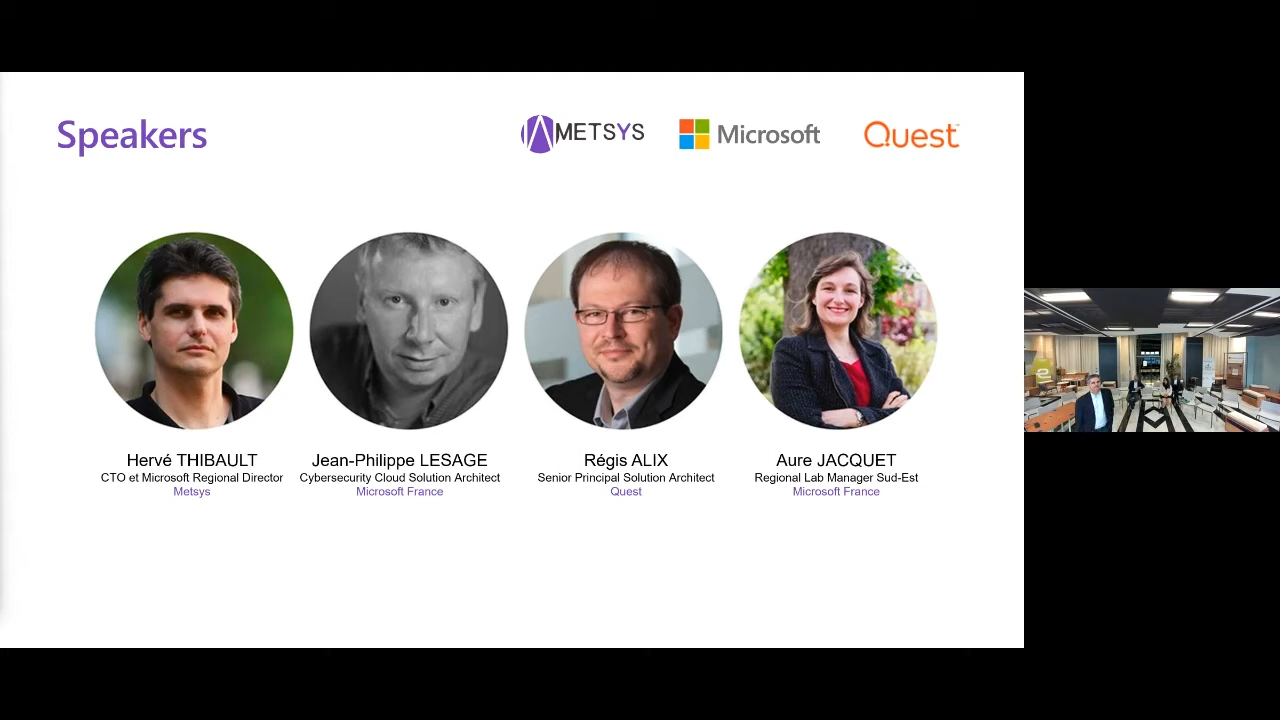 Speakers
METSYS
Microsoft
Quest
Hervé THIBAULT
CTO et Microsoft Regional Director
Metsys
Jean-Philippe LESAGE
Cybersecurity Cloud Solution Architect
Microsoft France
Régis ALIX
Senior Principal Solution Architect
Quest
Aure JACQUET
Regional Lab Manager Sud-Est
Microsoft France